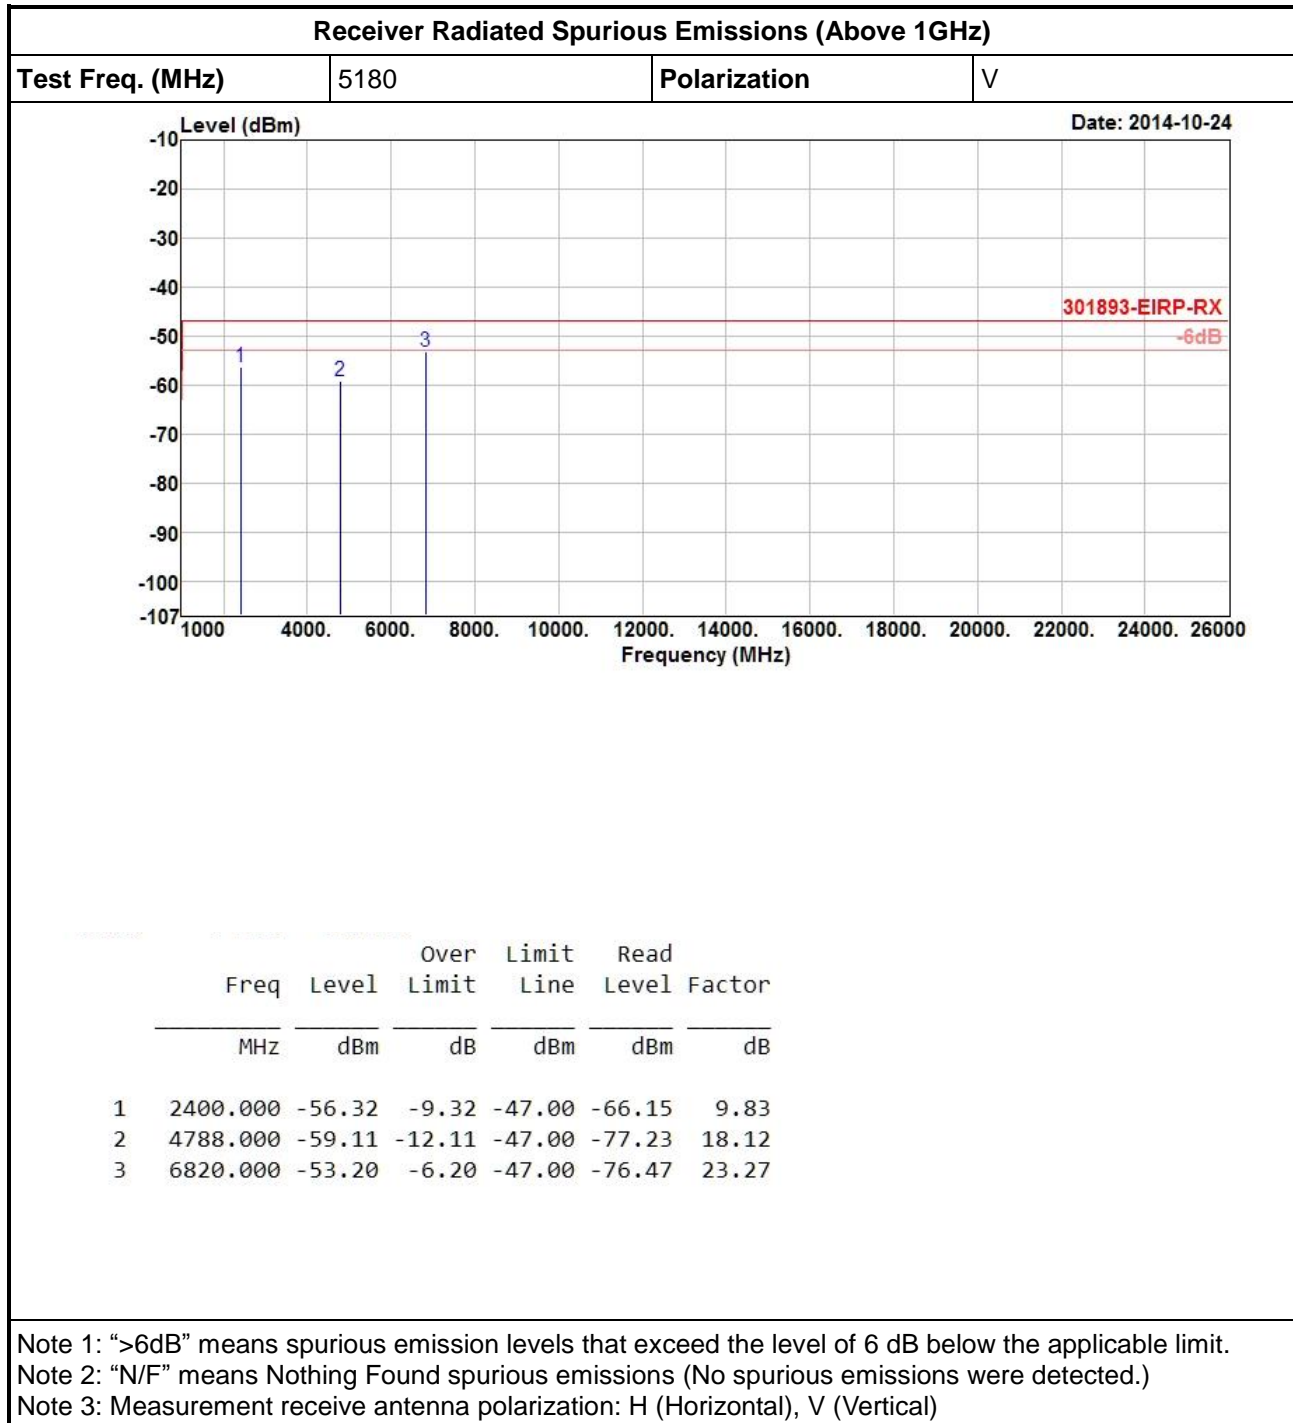 Receiver Radiated Spurious Emissions (Above 1GHz)
Test Freq. (MHz) 5180 Polarization V
Level (dBm) Date: 2014-10-24
-10
-20
-30
-40
301893-EIRP-RX
-50
-6dB
1 2 3
-60
-70
-80
-90
-100
-107
1000 4000. 6000. 8000. 10000. 12000. 14000. 16000. 18000. 20000. 22000. 24000. 26000
Frequency (MHz)
Over Limit Read
Freq Level Limit Line Level Factor
MHz dBm dB dBm dBm dB
1 2400.000 -56.32 -9.32 -47.00 -66.15 9.83
2 4788.000 -59.11 -12.11 -47.00 -77.23 18.12
3 6820.000 -53.20 -6.20 -47.00 -76.47 23.27
Note 1: “>6dB” means spurious emission levels that exceed the level of 6 dB below the applicable limit.
Note 2: “N/F” means Nothing Found spurious emissions (No spurious emissions were detected.)
Note 3: Measurement receive antenna polarization: H (Horizontal), V (Vertical)